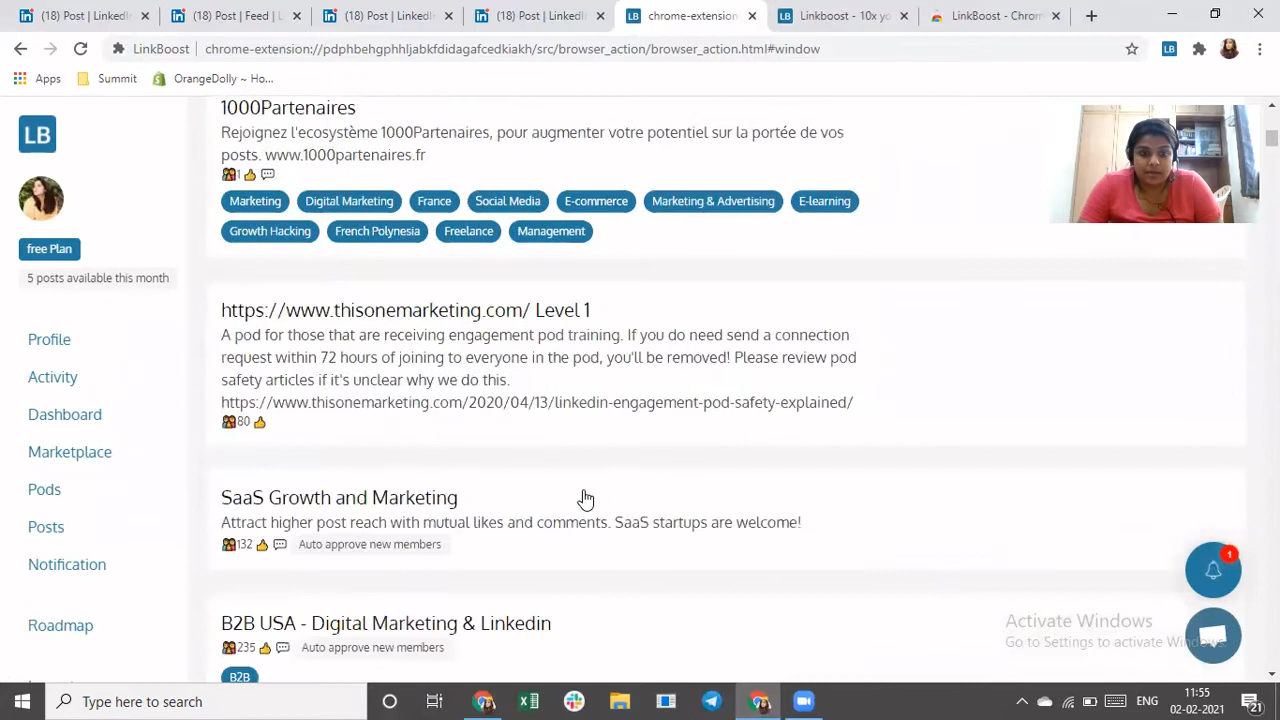 (18) Post | LinkedI
(18) Post | Feed | L
(18) Post | LinkedI
(18) Post | LinkedI
chrome-extension
Linkboost - 10x yo
LinkBoost - Chrom
LB
LinkBoost
chrome-extension://pdphbehgphhljabkfdidagafcedkiakh/src/browser_action/browser_action.html#window
LB
Apps
Summit
OrangeDolly ~ Ho...
LB
free Plan
5 posts available this month
Profile
Activity
Dashboard
Marketplace
Pods
Posts
Notification
Roadmap
1000Partenaires
Rejoignez l'ecosystème 1000Partenaires, pour augmenter votre potentiel sur la portée de vos
posts. www.1000partenaires.fr
1
Marketing
Digital Marketing
France
Social Media
E-commerce
Marketing & Advertising
E-learning
Growth Hacking
French Polynesia
Freelance
Management
https://www.thisonemarketing.com/ Level 1
A pod for those that are receiving engagement pod training. If you do need send a connection
request within 72 hours of joining to everyone in the pod, you'll be removed! Please review pod
safety articles if it's unclear why we do this.
https://www.thisonemarketing.com/2020/04/13/linkedin-engagement-pod-safety-explained/
80
SaaS Growth and Marketing
Attract higher post reach with mutual likes and comments. SaaS startups are welcome!
132 Auto approve new members
B2B USA - Digital Marketing & Linkedin
235 Auto approve new members
B2B
1
Activate Windows
Go to Settings to activate Windows.
Type here to search
ENG
11:55
02-02-2021
21